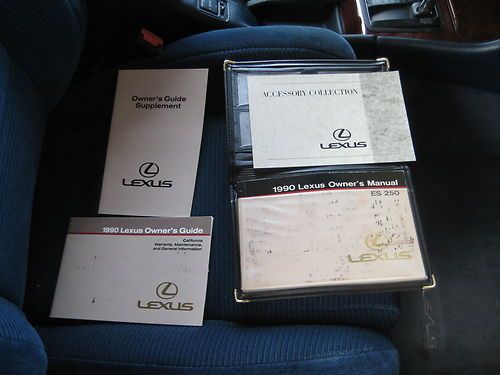 Owner's Guide
Supplement
LEXUS
1990 Lexus Owner's Guide
California
Warranty, Maintenance,
and General Information
LEXUS
ACCESSORY COLLECTION
LEXUS
1990 Lexus Owner's Manual
ES 250
LEXUS